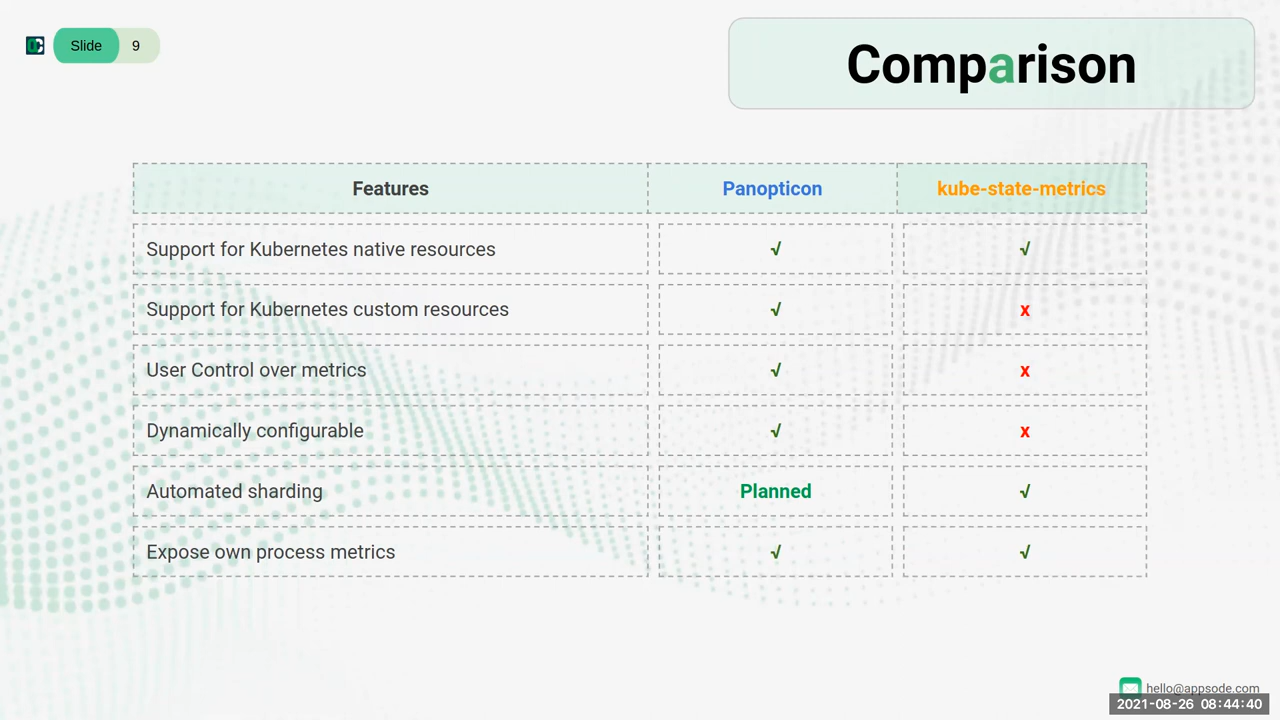 Slide 9
Comparison
Features Panopticon kube-state-metrics
Support for Kubernetes native resources √ √
Support for Kubernetes custom resources √ x
User Control over metrics √ x
Dynamically configurable √ x
Automated sharding Planned √
Expose own process metrics √ √
hello@appsode.com
2021-08-26 08:44:40